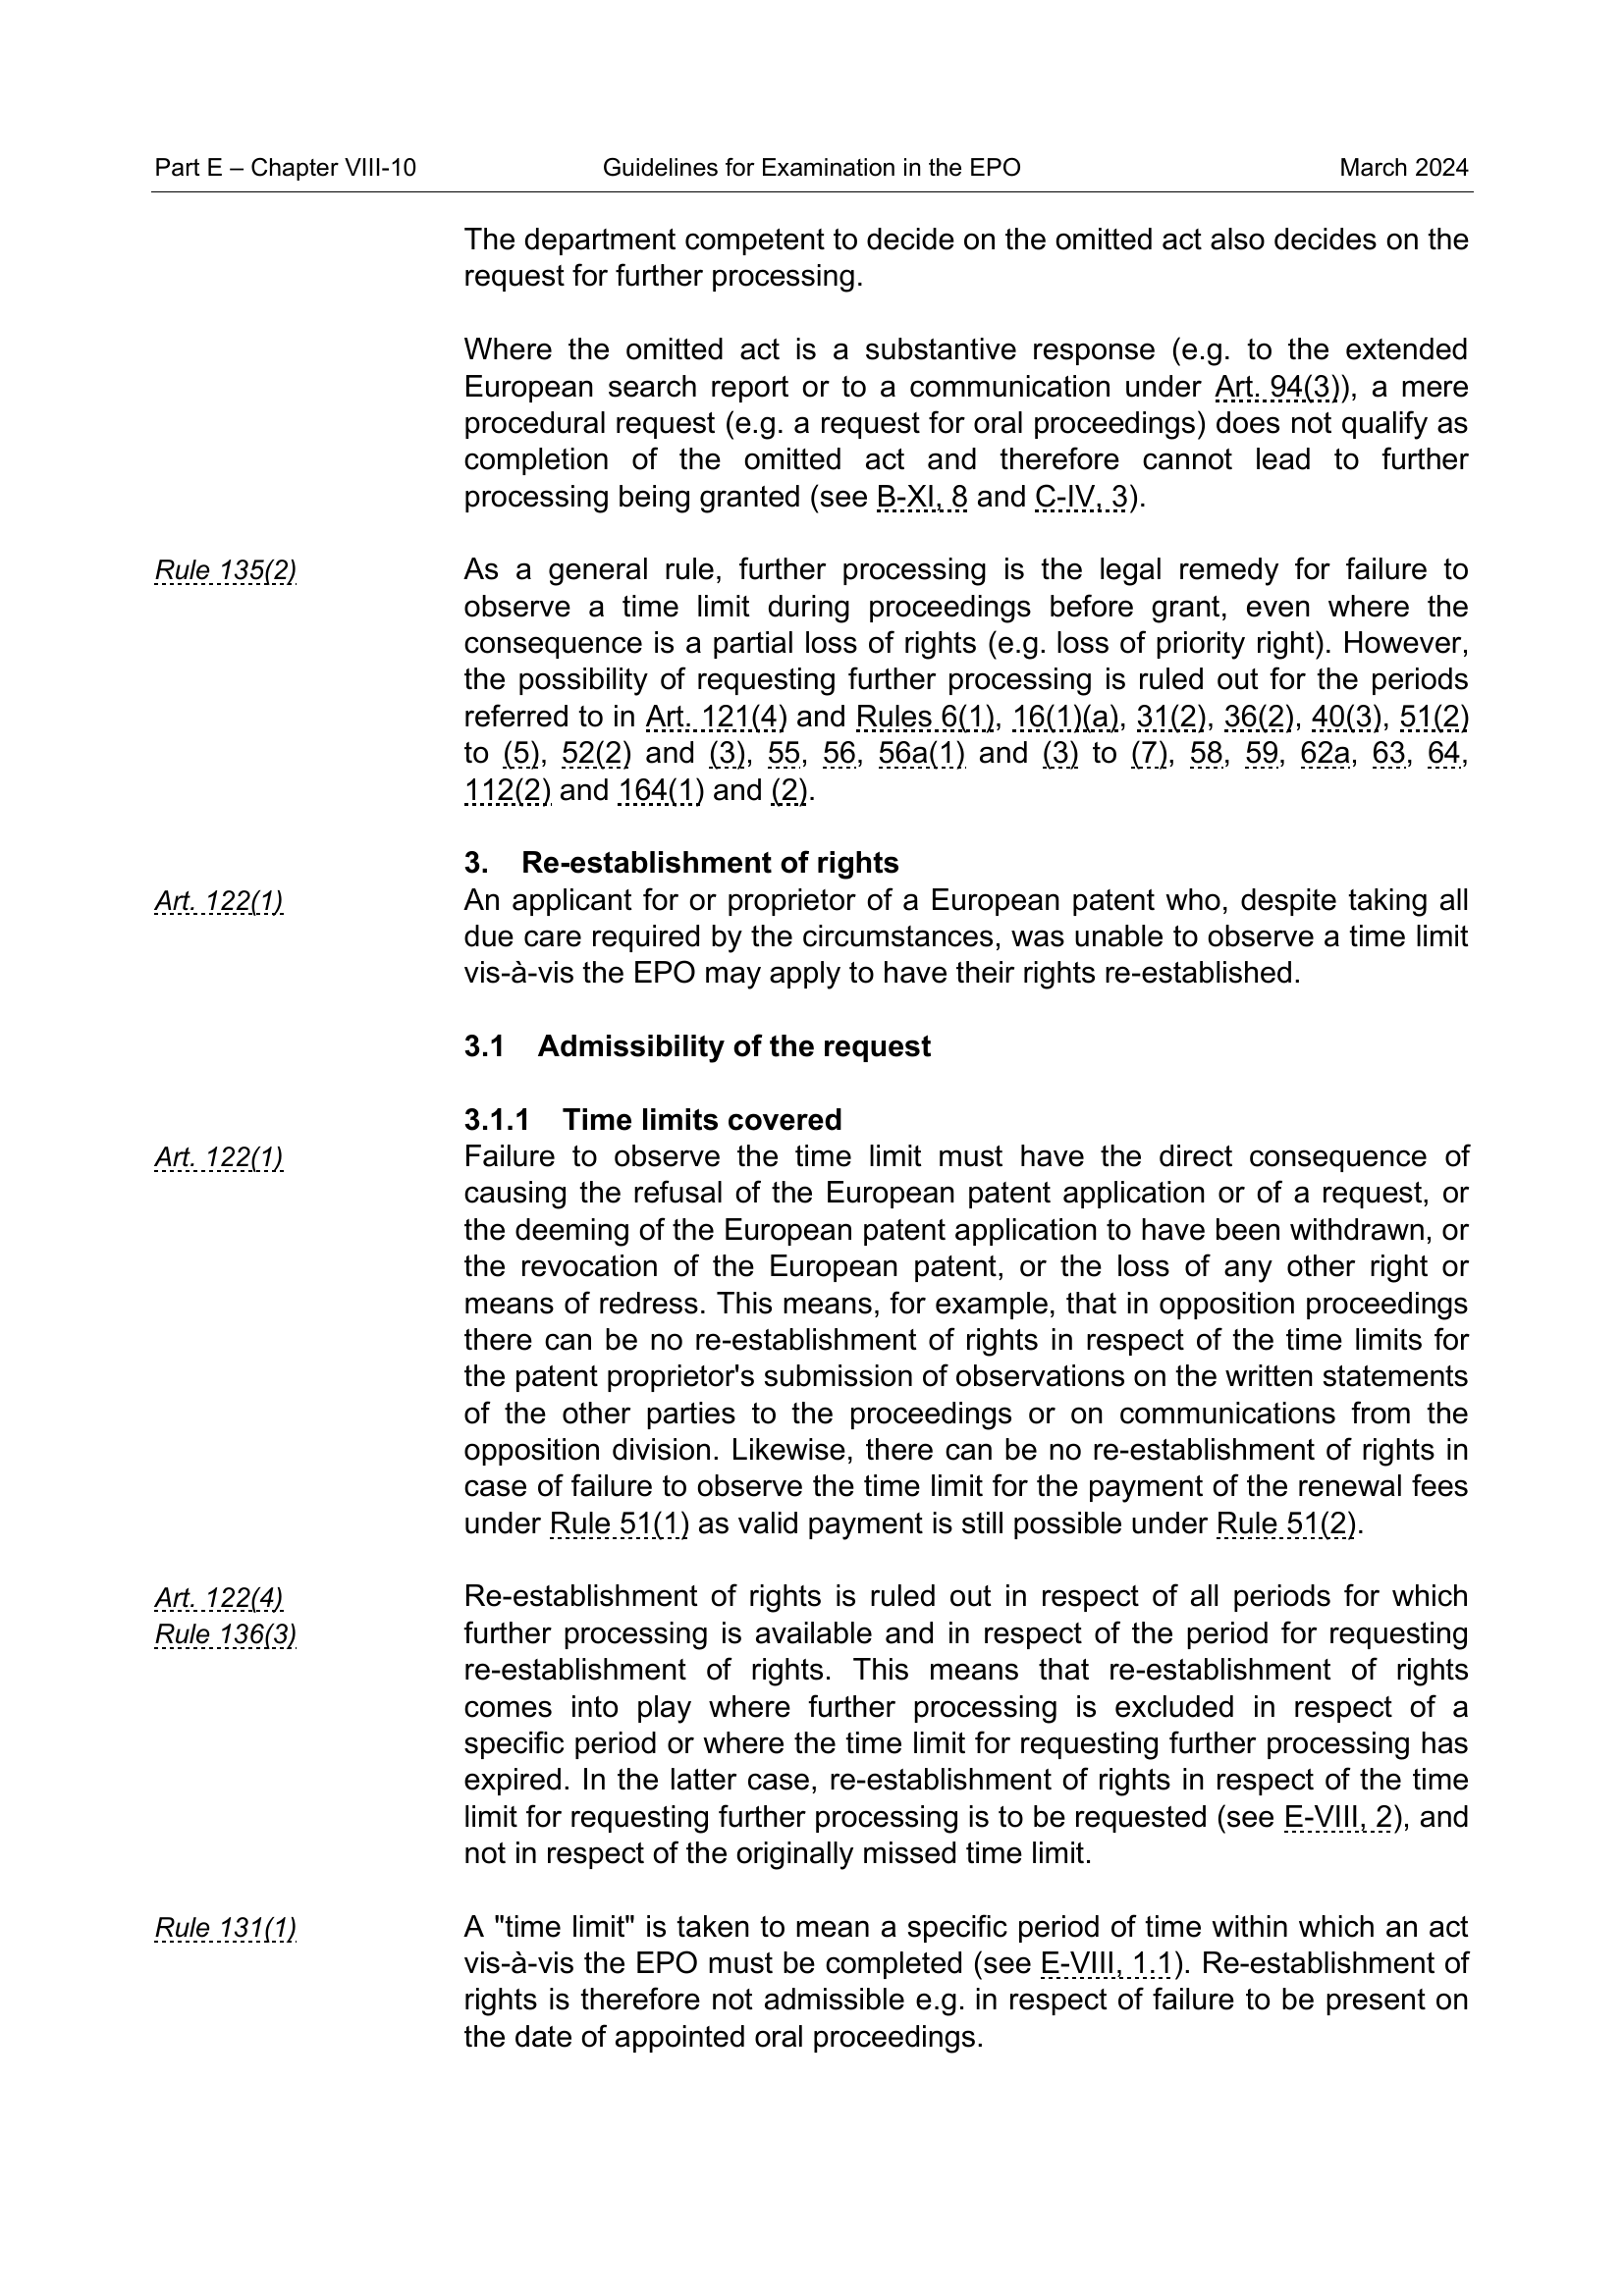 Part E – Chapter VIII-10 Guidelines for Examination in the EPO March 2024
The department competent to decide on the omitted act also decides on the
request for further processing.
Where the omitted act is a substantive response (e.g. to the extended
European search report or to a communication under Art. 94(3)), a mere
procedural request (e.g. a request for oral proceedings) does not qualify as
completion of the omitted act and therefore cannot lead to further
processing being granted (see B-XI, 8 and C-IV, 3).
Rule 135(2) As a general rule, further processing is the legal remedy for failure to
observe a time limit during proceedings before grant, even where the
consequence is a partial loss of rights (e.g. loss of priority right). However,
the possibility of requesting further processing is ruled out for the periods
referred to in Art. 121(4) and Rules 6(1), 16(1)(a), 31(2), 36(2), 40(3), 51(2)
to (5), 52(2) and (3), 55, 56, 56a(1) and (3) to (7), 58, 59, 62a, 63, 64,
112(2) and 164(1) and (2).
3. Re-establishment of rights
Art. 122(1) An applicant for or proprietor of a European patent who, despite taking all
due care required by the circumstances, was unable to observe a time limit
vis-à-vis the EPO may apply to have their rights re-established.
3.1 Admissibility of the request
3.1.1 Time limits covered
Art. 122(1) Failure to observe the time limit must have the direct consequence of
causing the refusal of the European patent application or of a request, or
the deeming of the European patent application to have been withdrawn, or
the revocation of the European patent, or the loss of any other right or
means of redress. This means, for example, that in opposition proceedings
there can be no re-establishment of rights in respect of the time limits for
the patent proprietor's submission of observations on the written statements
of the other parties to the proceedings or on communications from the
opposition division. Likewise, there can be no re-establishment of rights in
case of failure to observe the time limit for the payment of the renewal fees
under Rule 51(1) as valid payment is still possible under Rule 51(2).
Art. 122(4) Re-establishment of rights is ruled out in respect of all periods for which
Rule 136(3) further processing is available and in respect of the period for requesting
re-establishment of rights. This means that re-establishment of rights
comes into play where further processing is excluded in respect of a
specific period or where the time limit for requesting further processing has
expired. In the latter case, re-establishment of rights in respect of the time
limit for requesting further processing is to be requested (see E-VIII, 2), and
not in respect of the originally missed time limit.
Rule 131(1) A "time limit" is taken to mean a specific period of time within which an act
vis-à-vis the EPO must be completed (see E-VIII, 1.1). Re-establishment of
rights is therefore not admissible e.g. in respect of failure to be present on
the date of appointed oral proceedings.